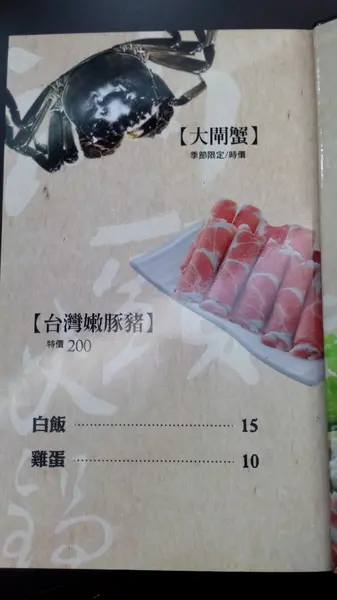 【大閘蟹】
季節限定/時價
【台灣嫩豚豬】
特價 200
白飯 15
雞蛋 10